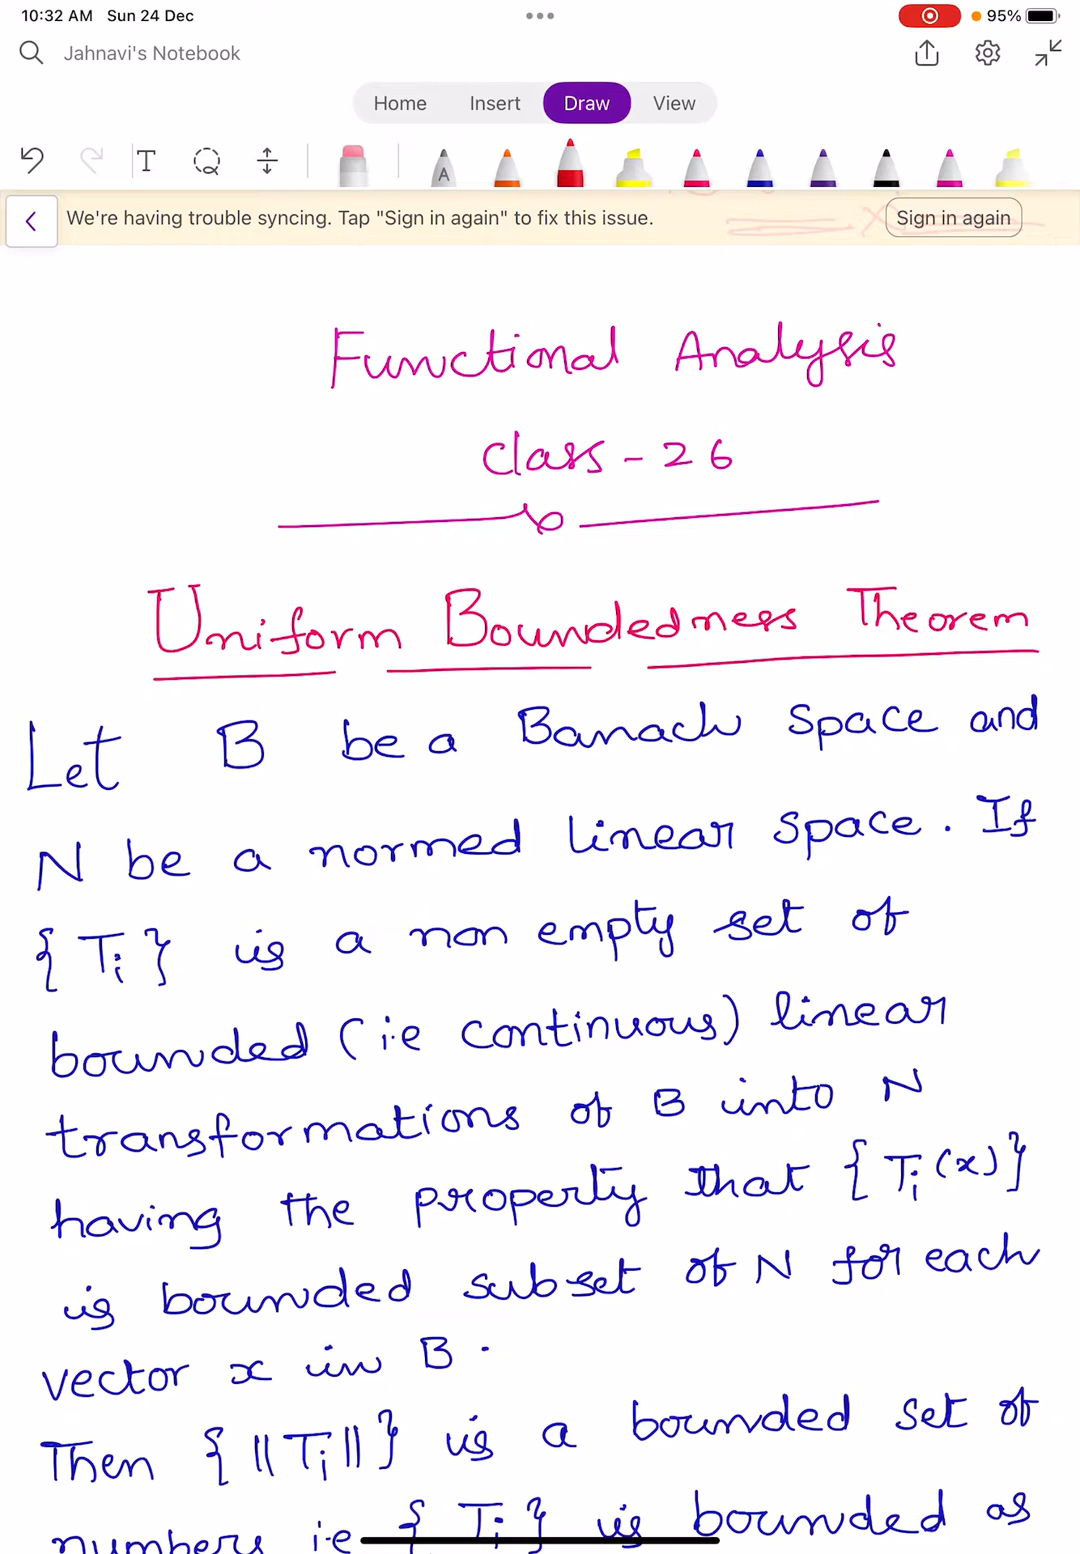 10:32 AM Sun 24 Dec
95%
Jahnavi's Notebook
Home Insert Draw View
T
A
We're having trouble syncing. Tap "Sign in again" to fix this issue.
Sign in again
Functional Analysis
Class - 26
Uniform Boundedness Theorem
Let B be a Banach space and
N be a normed linear space. If
{Ti} is a non empty set of
bounded (i.e continuous) linear
transformations of B into N
having the property that {Ti(x)}
is bounded subset of N for each
vector x in B.
Then {||Ti||} is a bounded set of
numbers i.e {Ti} is bounded as